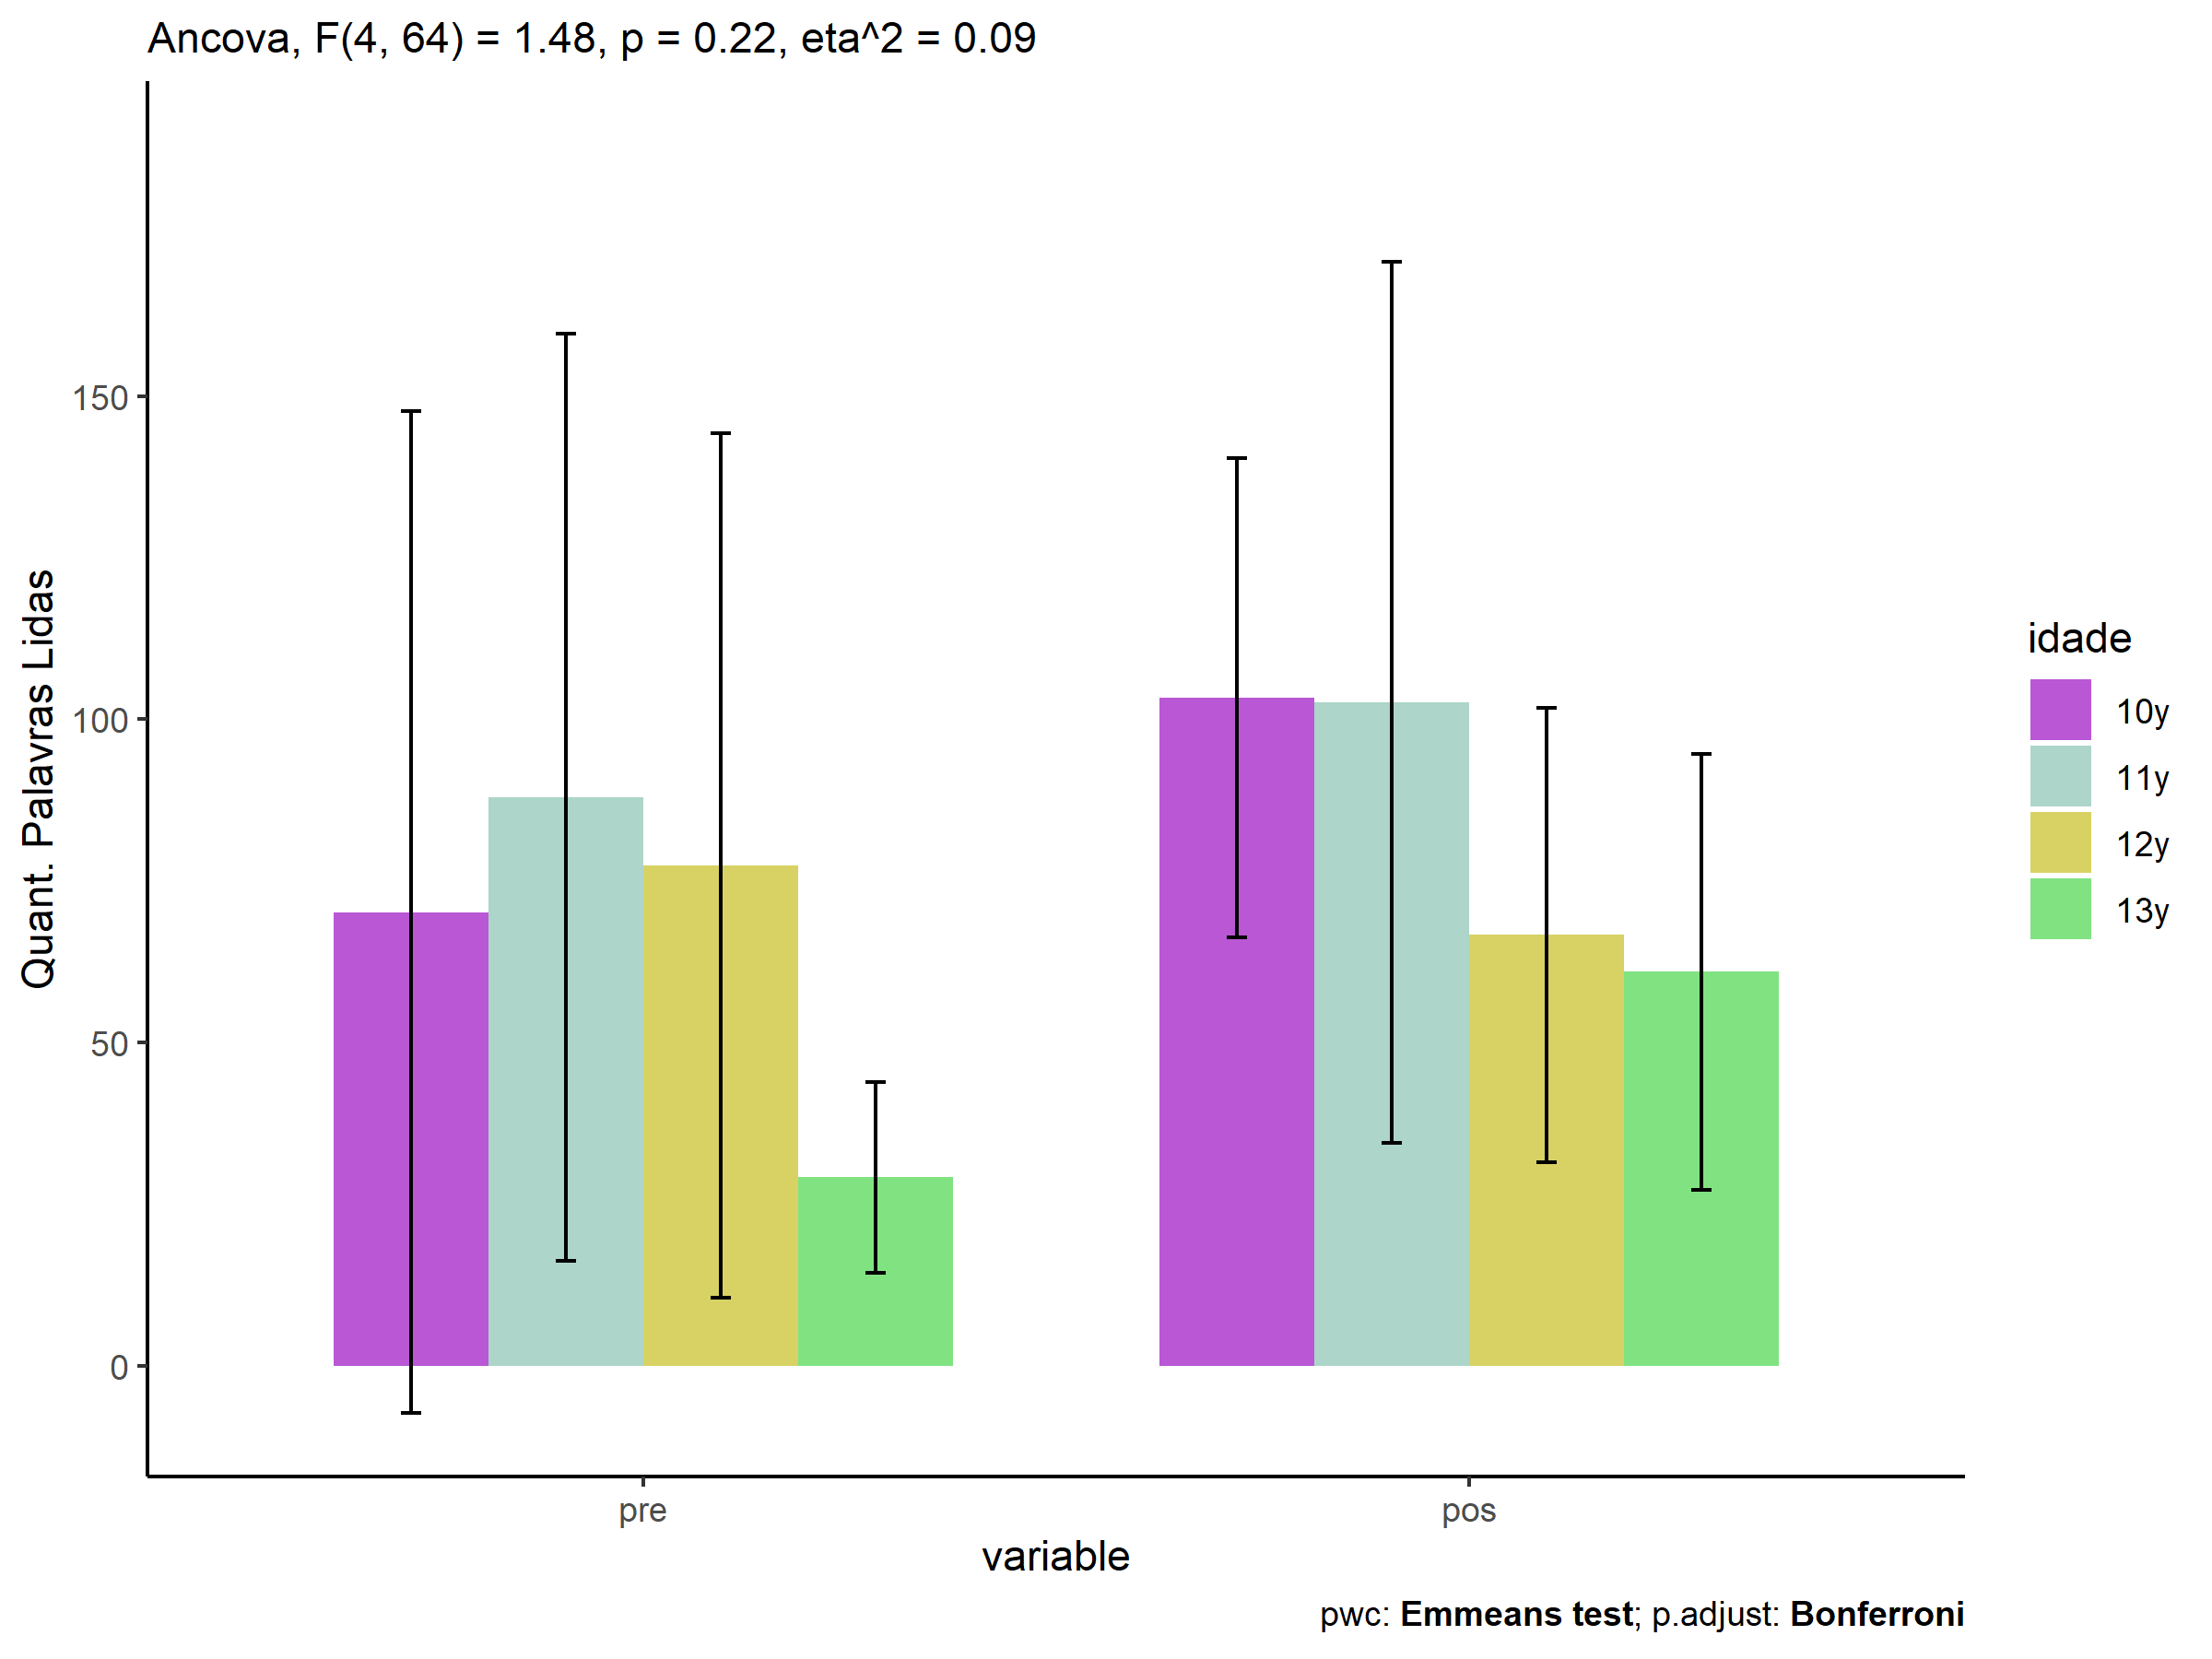 Ancova, F(4, 64) = 1.48, p = 0.22, eta^2 = 0.09
Quant. Palavras Lidas
150
100
50
0
pre
pos
variable
idade
10y
11y
12y
13y
pwc: Emmeans test; p.adjust: Bonferroni